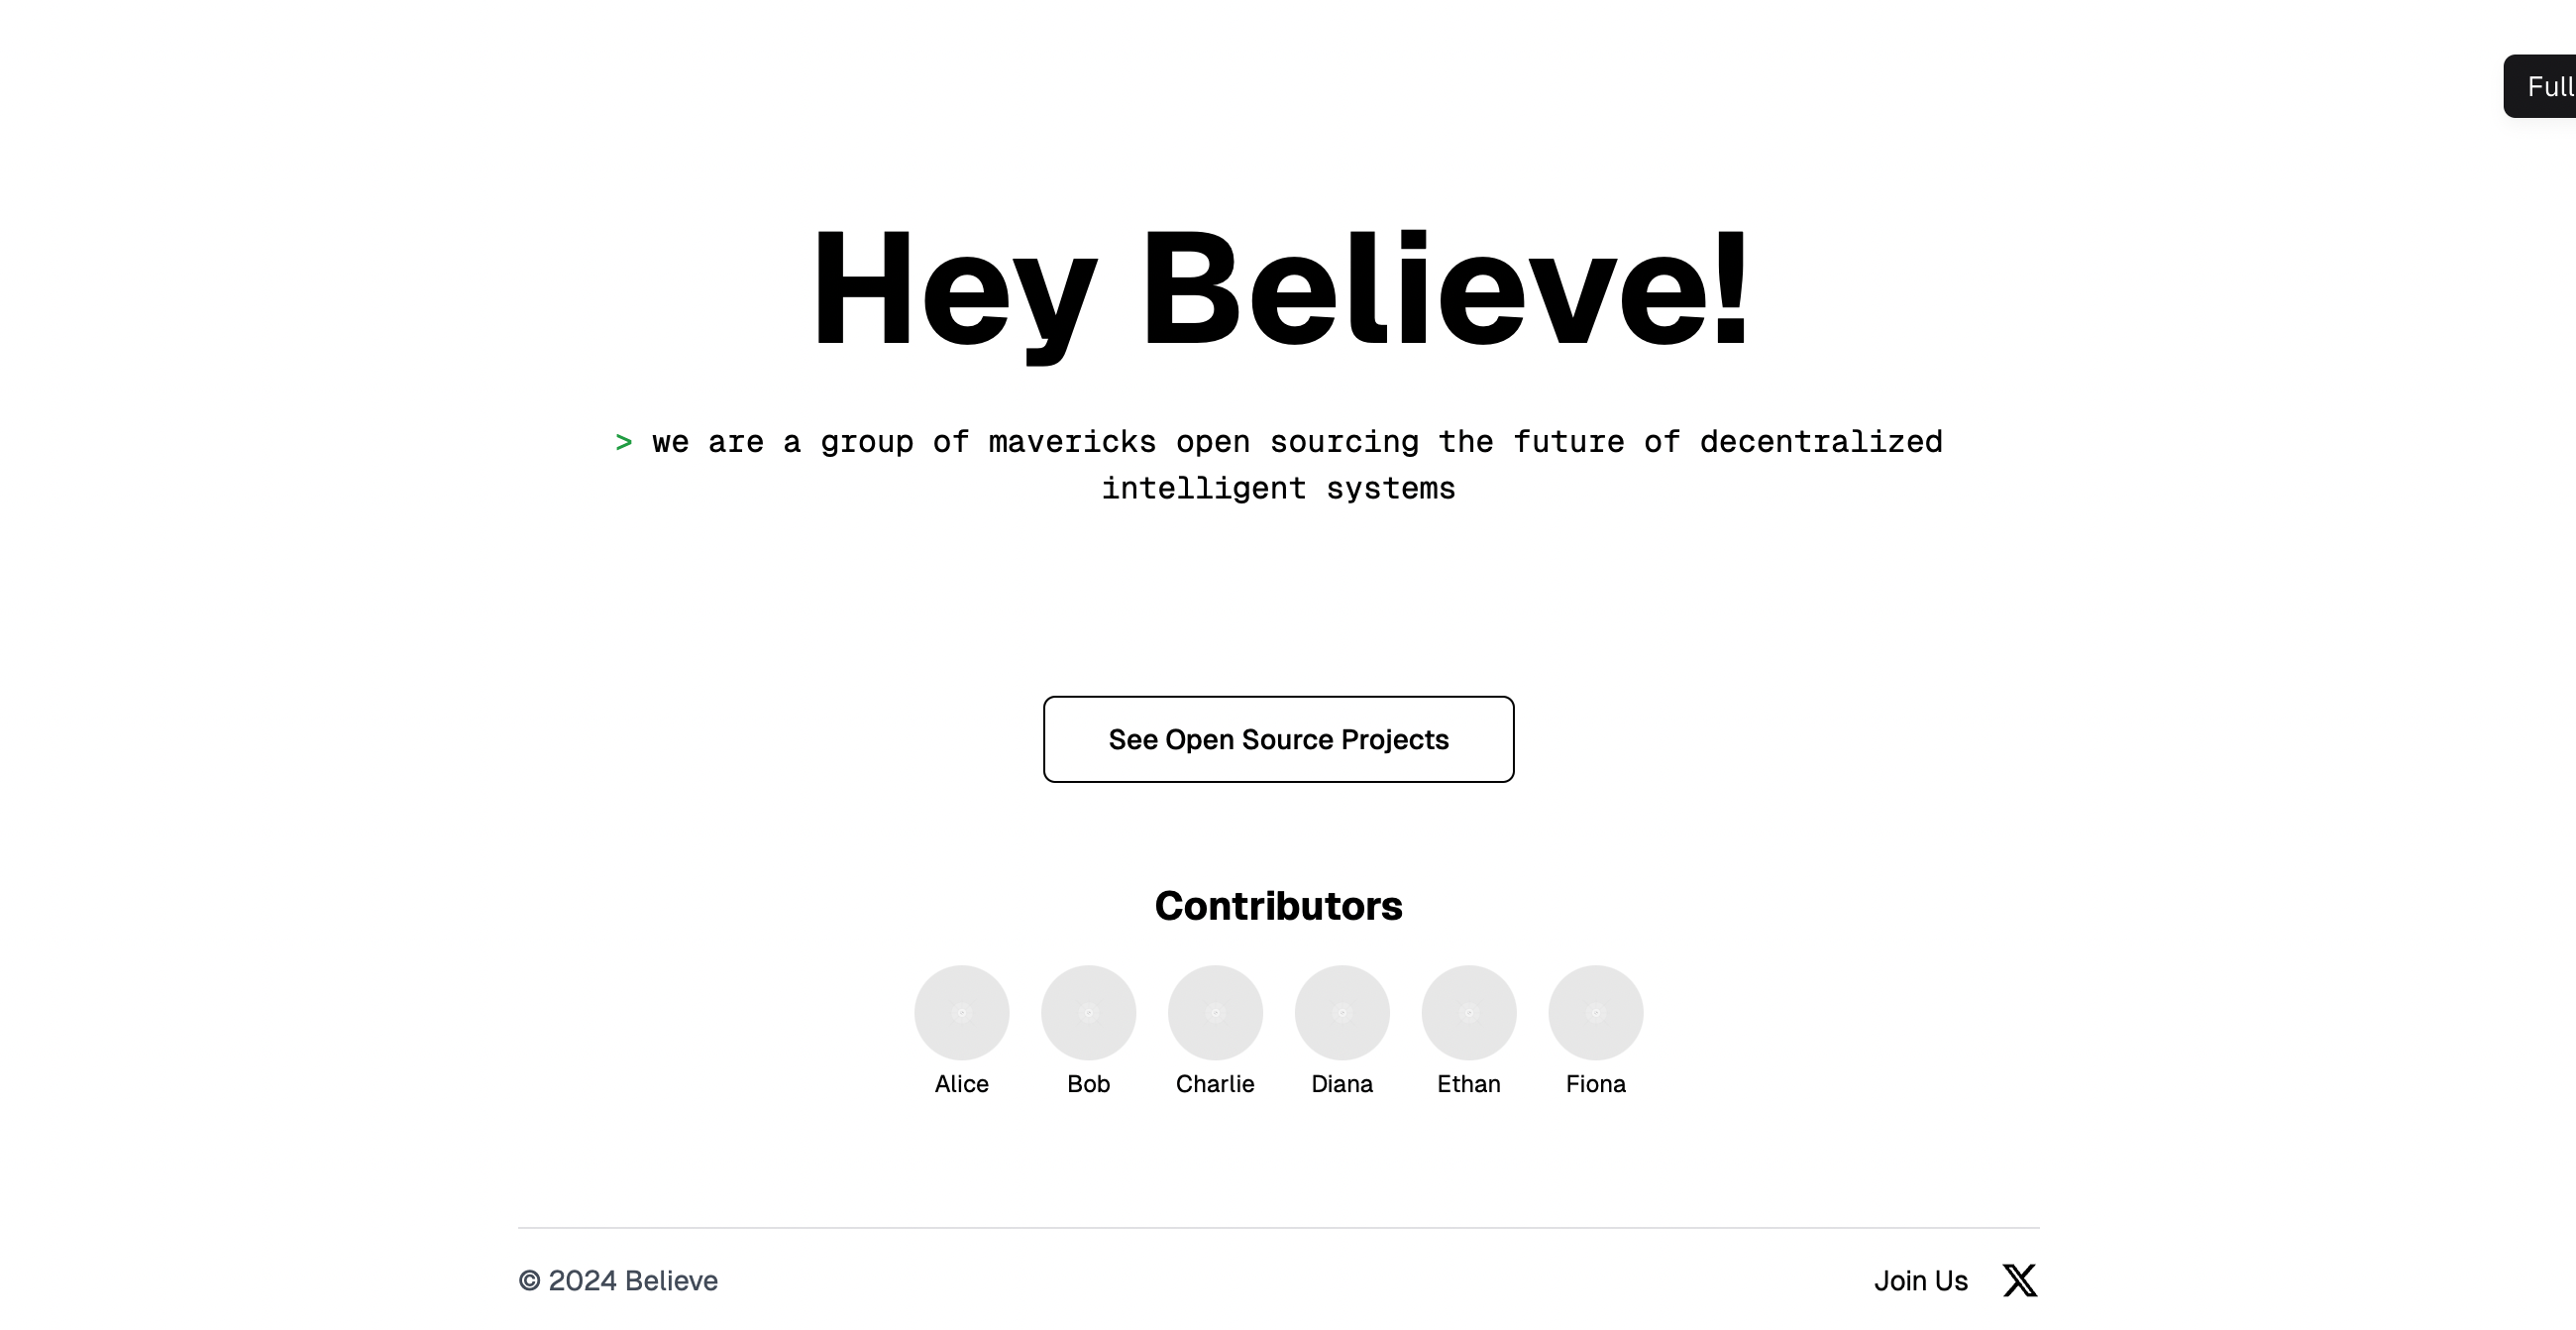 Full
Hey Believe!
> we are a group of mavericks open sourcing the future of decentralized
intelligent systems
See Open Source Projects
Contributors
Alice Bob Charlie Diana Ethan Fiona
© 2024 Believe
Join Us X